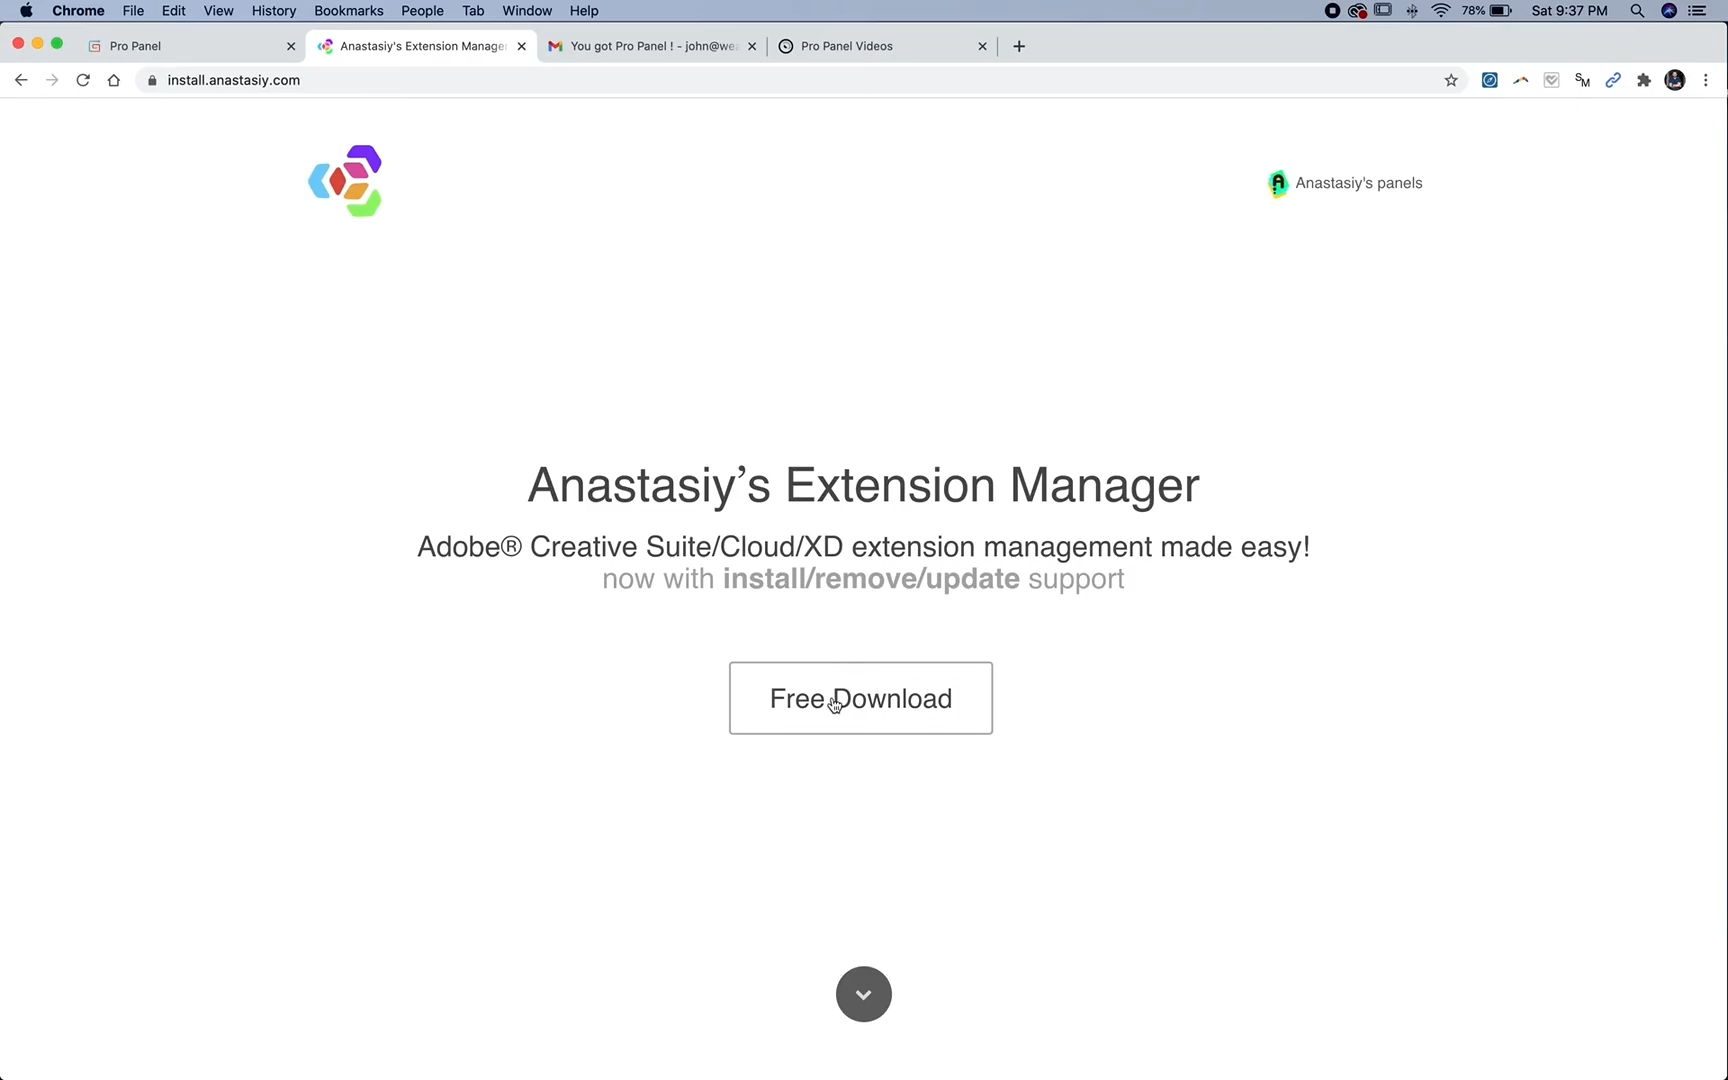 Chrome File Edit View History Bookmarks People Tab Window Help 78% Sat 9:37 PM
Pro Panel Anastasiy's Extension Manager You got Pro Panel ! - john@wea Pro Panel Videos
install.anastasiy.com
Anastasiy's panels
Anastasiy’s Extension Manager
Adobe® Creative Suite/Cloud/XD extension management made easy!
now with install/remove/update support
Free Download